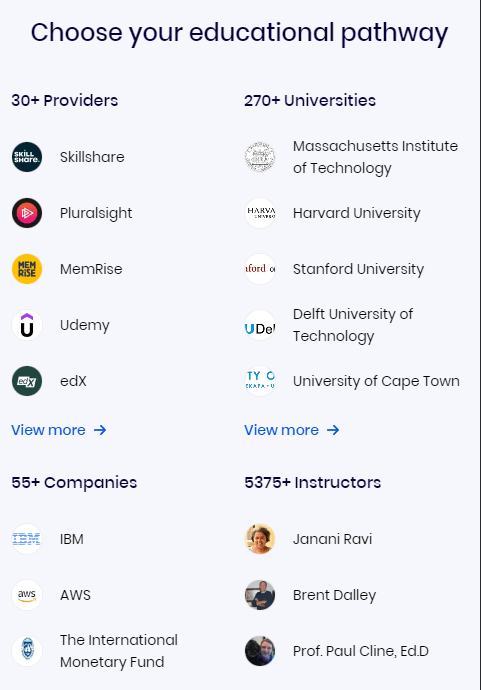 Choose your educational pathway
30+ Providers
SKILL
SHARE.
Skillshare
Pluralsight
MEM
RiSE
MemRise
Udemy
edX
edX
View more
270+ Universities
Massachusetts Institute
of Technology
HARVA
Harvard University
Stanford University
Delft University of
Technology
University of Cape Town
View more
55+ Companies
IBM
IBM
aws
AWS
The International
Monetary Fund
5375+ Instructors
Janani Ravi
Brent Dalley
Prof. Paul Cline, Ed.D